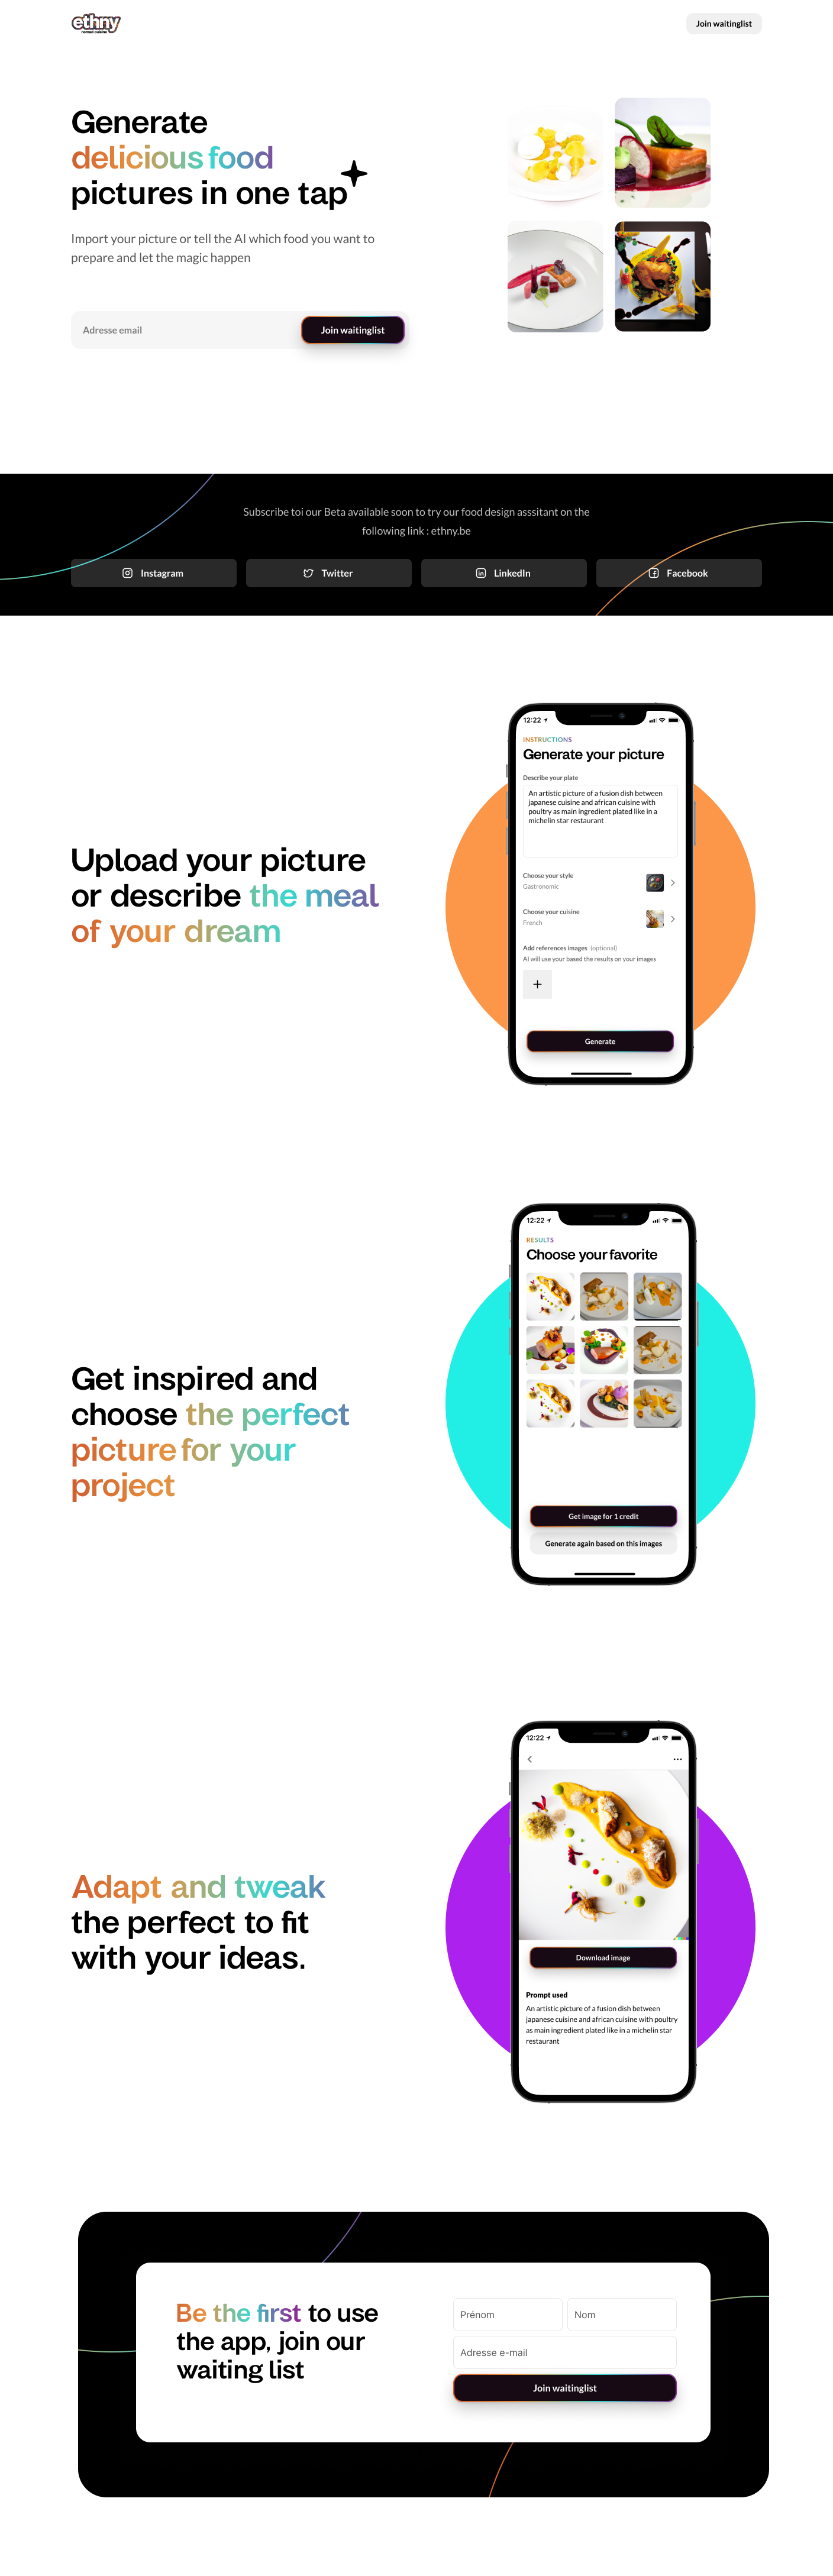 ethny
nomad cuisine
Join waitinglist
Generate
delicious food
pictures in one tap
Import your picture or tell the AI which food you want to
prepare and let the magic happen
Adresse email
Join waitinglist
Subscribe toi our Beta available soon to try our food design asssitant on the
following link : ethny.be
Instagram
Twitter
LinkedIn
Facebook
12:22
INSTRUCTIONS
Generate your picture
Describe your plate
An artistic picture of a fusion dish between
japanese cuisine and african cuisine with
poultry as main ingredient plated like in a
michelin star restaurant
Choose your style
Gastronomic
Choose your cuisine
French
Add references images (optional)
AI will use your based the results on your images
Generate
Upload your picture
or describe the meal
of your dream
12:22
RESULTS
Choose your favorite
Get image for 1 credit
Generate again based on this images
Get inspired and
choose the perfect
picture for your
project
12:22
Download image
Prompt used
An artistic picture of a fusion dish between
japanese cuisine and african cuisine with poultry
as main ingredient plated like in a michelin star
restaurant
Adapt and tweak
the perfect to fit
with your ideas.
Be the first to use
the app, join our
waiting list
Prénom
Nom
Adresse e-mail
Join waitinglist